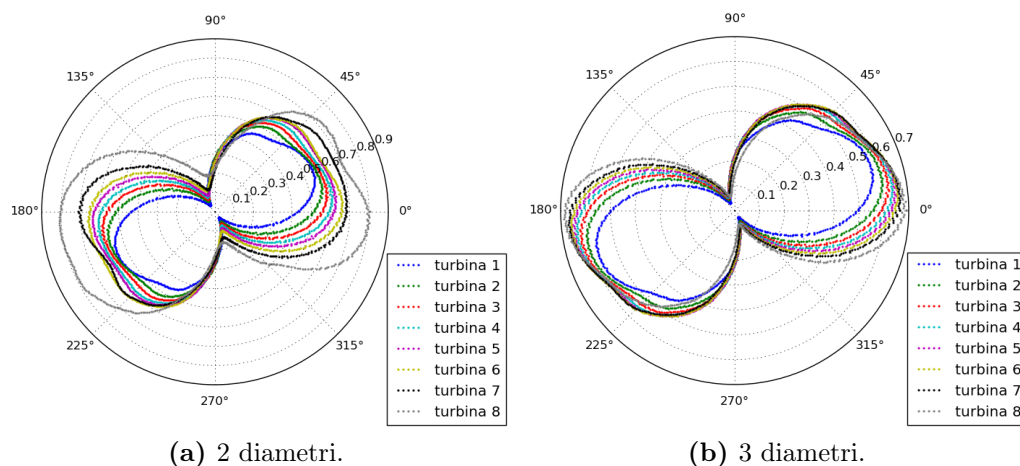 90°
135°
45°
180°
0°
225°
315°
270°
0.1
0.2
0.3
0.4
0.5
0.6
0.7
0.8
0.9
turbina 1
turbina 2
turbina 3
turbina 4
turbina 5
turbina 6
turbina 7
turbina 8
(a) 2 diametri.
90°
135°
45°
180°
0°
225°
315°
270°
0.1
0.2
0.3
0.4
0.5
0.6
0.7
turbina 1
turbina 2
turbina 3
turbina 4
turbina 5
turbina 6
turbina 7
turbina 8
(b) 3 diametri.